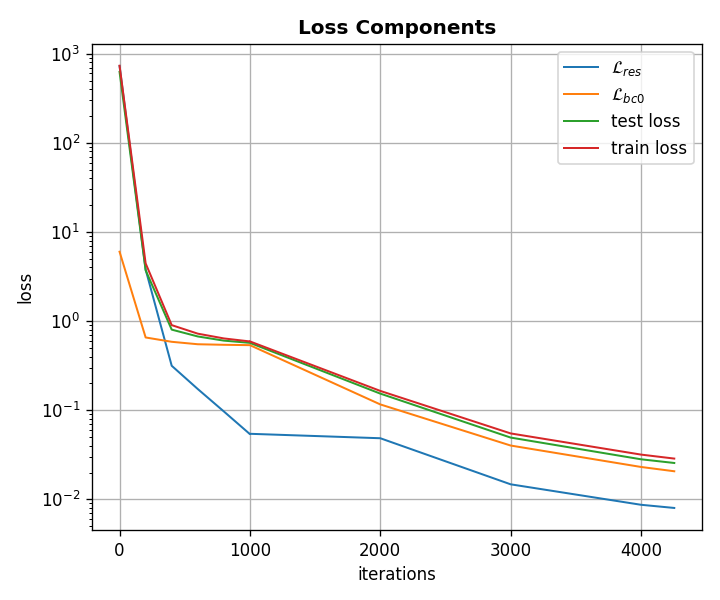 Loss Components
10³
10²
10¹
10⁰
10⁻¹
10⁻²
loss
0 1000 2000 3000 4000
iterations
ℒ_res
ℒ_bc0
test loss
train loss